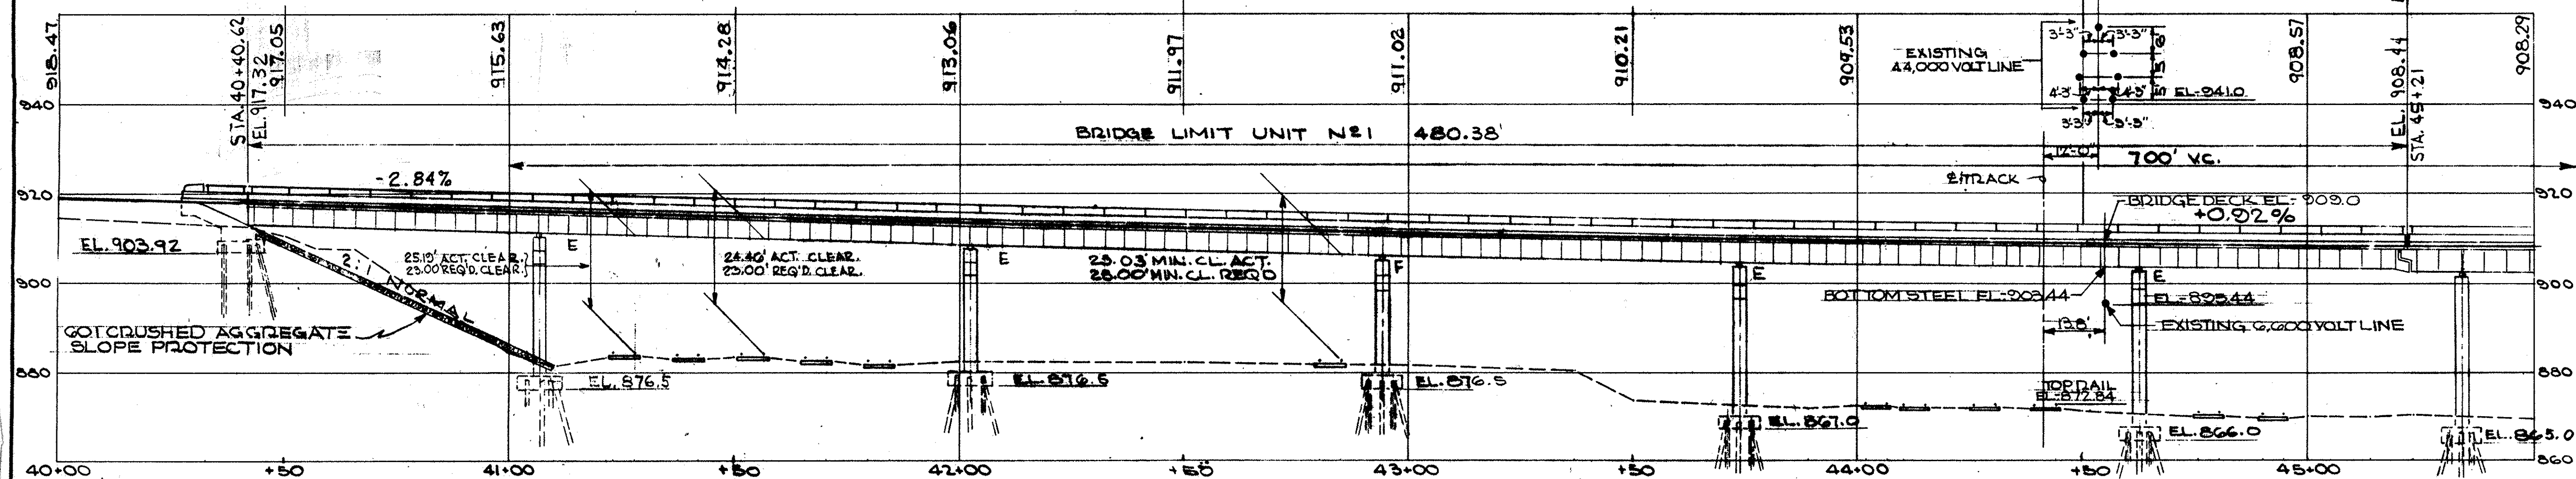 918.47
STA. 40+40.62
EL. 917.32
917.05
915.63
914.28
913.06
911.97
911.02
910.21
909.53
908.57
EL. 908.44
STA. 45+21
908.29
EXISTING
44,000 VOLT LINE
3'-3" 3'-3"
4'-3" 4'-3" EL-941.0
3'-3" 3'-3"
940
940
BRIDGE LIMIT UNIT Nº1 480.38'
12'-0"
700' V.C.
-2.84%
TRACK
920
920
BRIDGE DECK EL- 909.0
+0.92%
EL. 903.92
2:1 NORMAL
25.19' ACT. CLEAR.
23.00 REQ'D. CLEAR.
E
24.46' ACT. CLEAR.
23.00' REQ'D. CLEAR.
E
23.03' MIN. CL. ACT.
23.00' MIN. CL. REQ'D
F
E
E
900
900
BOTTOM STEEL EL-903.44
EL-895.44
13.8'
EXISTING 6,600 VOLT LINE
CRUSHED AGGREGATE
SLOPE PROTECTION
880
880
EL. 876.5
EL. 876.5
EL. 876.5
TOP RAIL
EL-872.84
EL. 867.0
EL. 866.0
EL. 865.0
860
40+00
+50
41+00
+50
42+00
+50
43+00
+50
44+00
+50
45+00